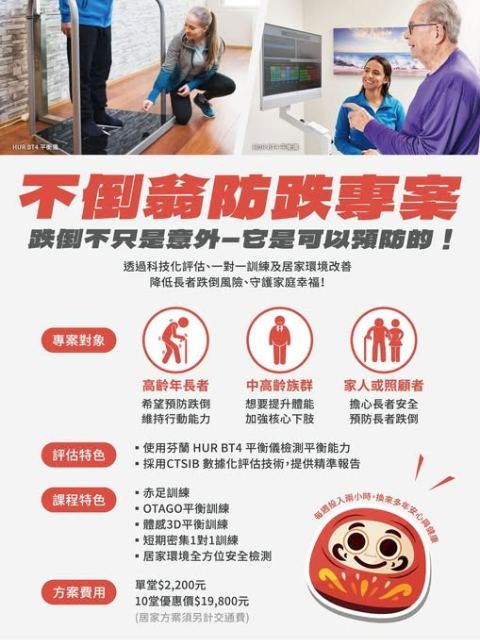 HUR BT4 平衡儀
HUR BT4 平衡儀
不倒翁防跌專案
跌倒不只是意外—它是可以預防的！
透過科技化評估、一對一訓練及居家環境改善
降低長者跌倒風險、守護家庭幸福！
專案對象
高齡年長者
希望預防跌倒
維持行動能力
中高齡族群
想要提升體能
加強核心下肢
家人或照顧者
擔心長者安全
預防長者跌倒
評估特色
▪ 使用芬蘭 HUR BT4 平衡儀檢測平衡能力
▪ 採用CTSIB 數據化評估技術，提供精準報告
課程特色
▪ 赤足訓練
▪ OTAGO平衡訓練
▪ 體感3D平衡訓練
▪ 短期密集1對1訓練
▪ 居家環境全方位安全檢測
每週投入兩小時，換來多年安心與健康
方案費用
單堂$2,200元
10堂優惠價$19,800元
(居家方案須另計交通費)